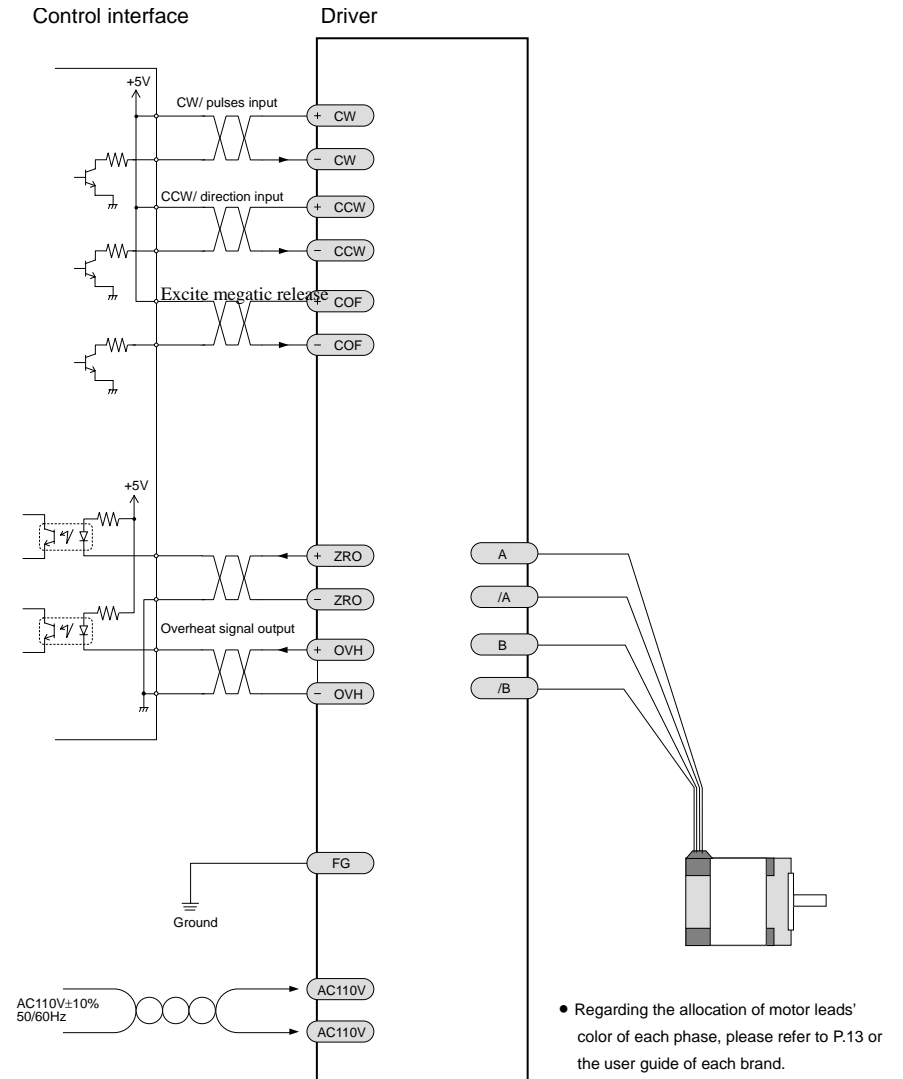 Control interface
Driver
+5V
CW/ pulses input
+ CW
− CW
CCW/ direction input
+ CCW
− CCW
Excite megatic release
+ COF
− COF
+5V
+ ZRO
− ZRO
Overheat signal output
+ OVH
− OVH
A
/A
B
/B
FG
Ground
AC110V±10%
50/60Hz
AC110V
AC110V
● Regarding the allocation of motor leads'
color of each phase, please refer to P.13 or
the user guide of each brand.